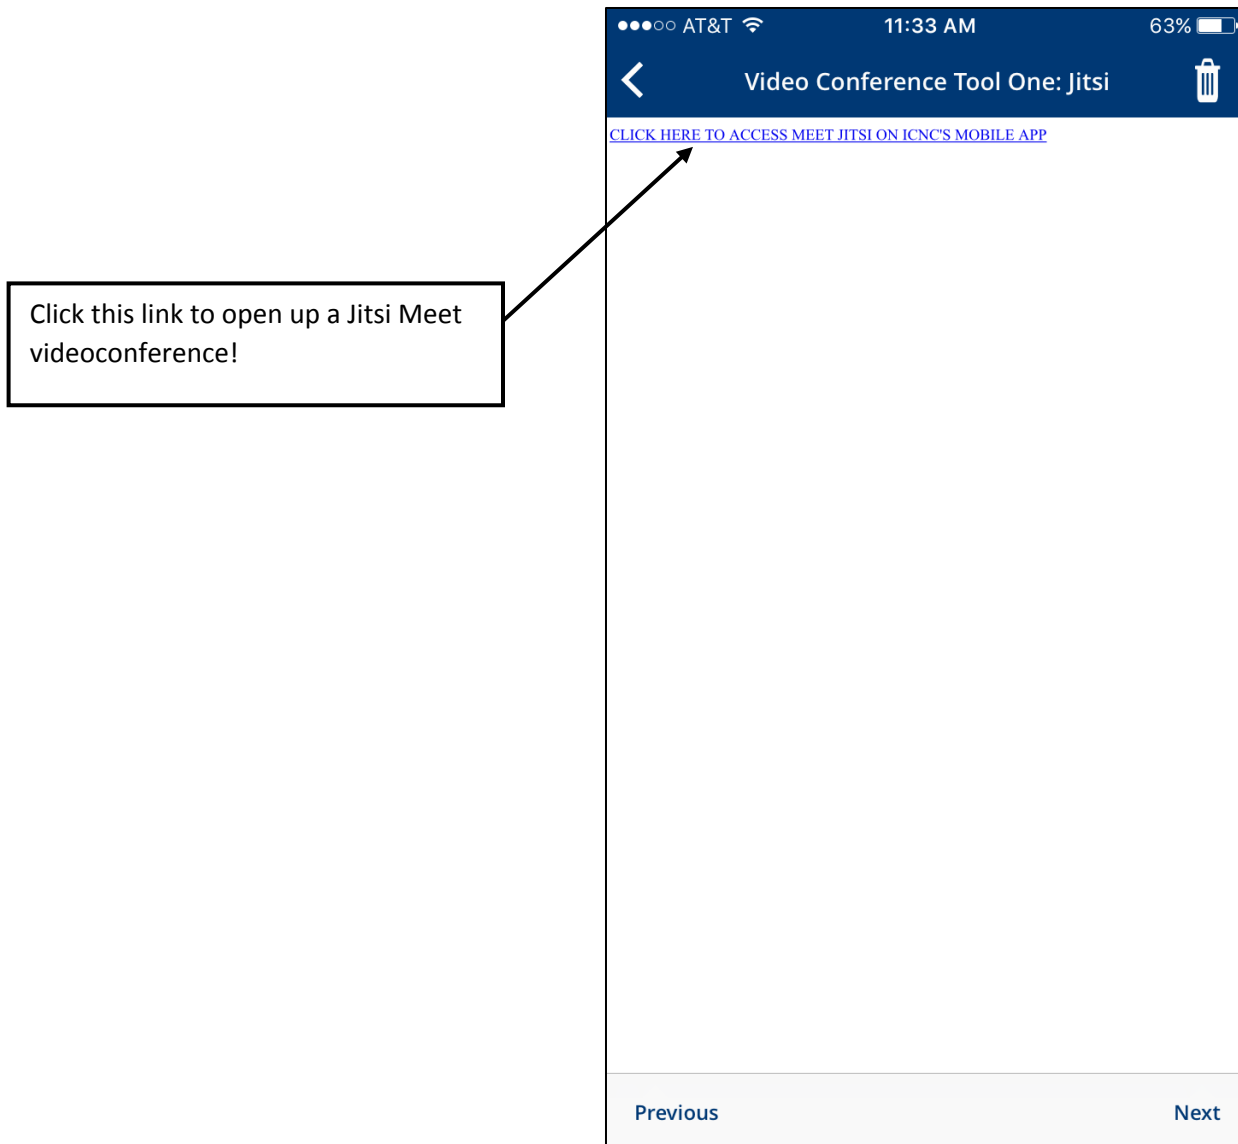 AT&T 11:33 AM 63%
Video Conference Tool One: Jitsi
CLICK HERE TO ACCESS MEET JITSI ON ICNC'S MOBILE APP
Click this link to open up a Jitsi Meet
videoconference!
Previous Next